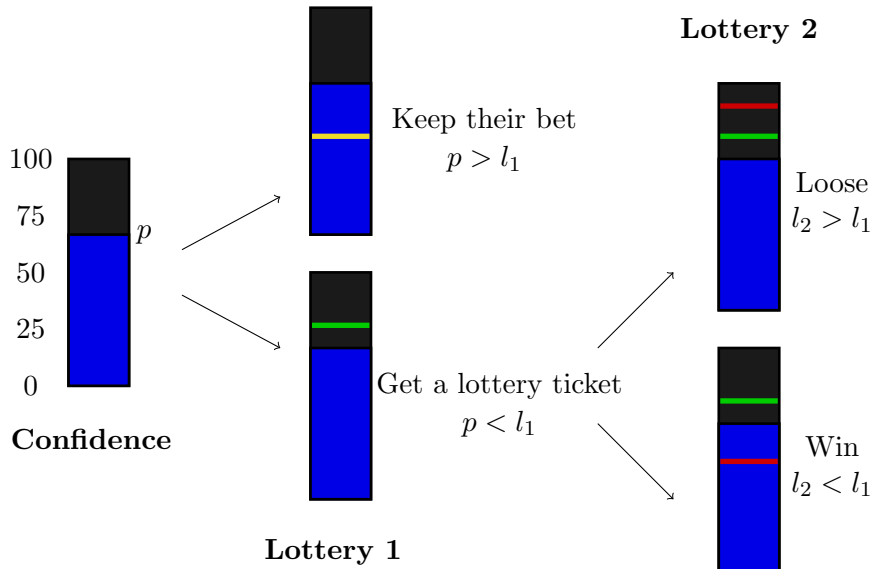 100
75
50
25
0
p
Confidence
Keep their bet
p > l₁
Get a lottery ticket
p < l₁
Lottery 1
Lottery 2
Loose
l₂ > l₁
Win
l₂ < l₁